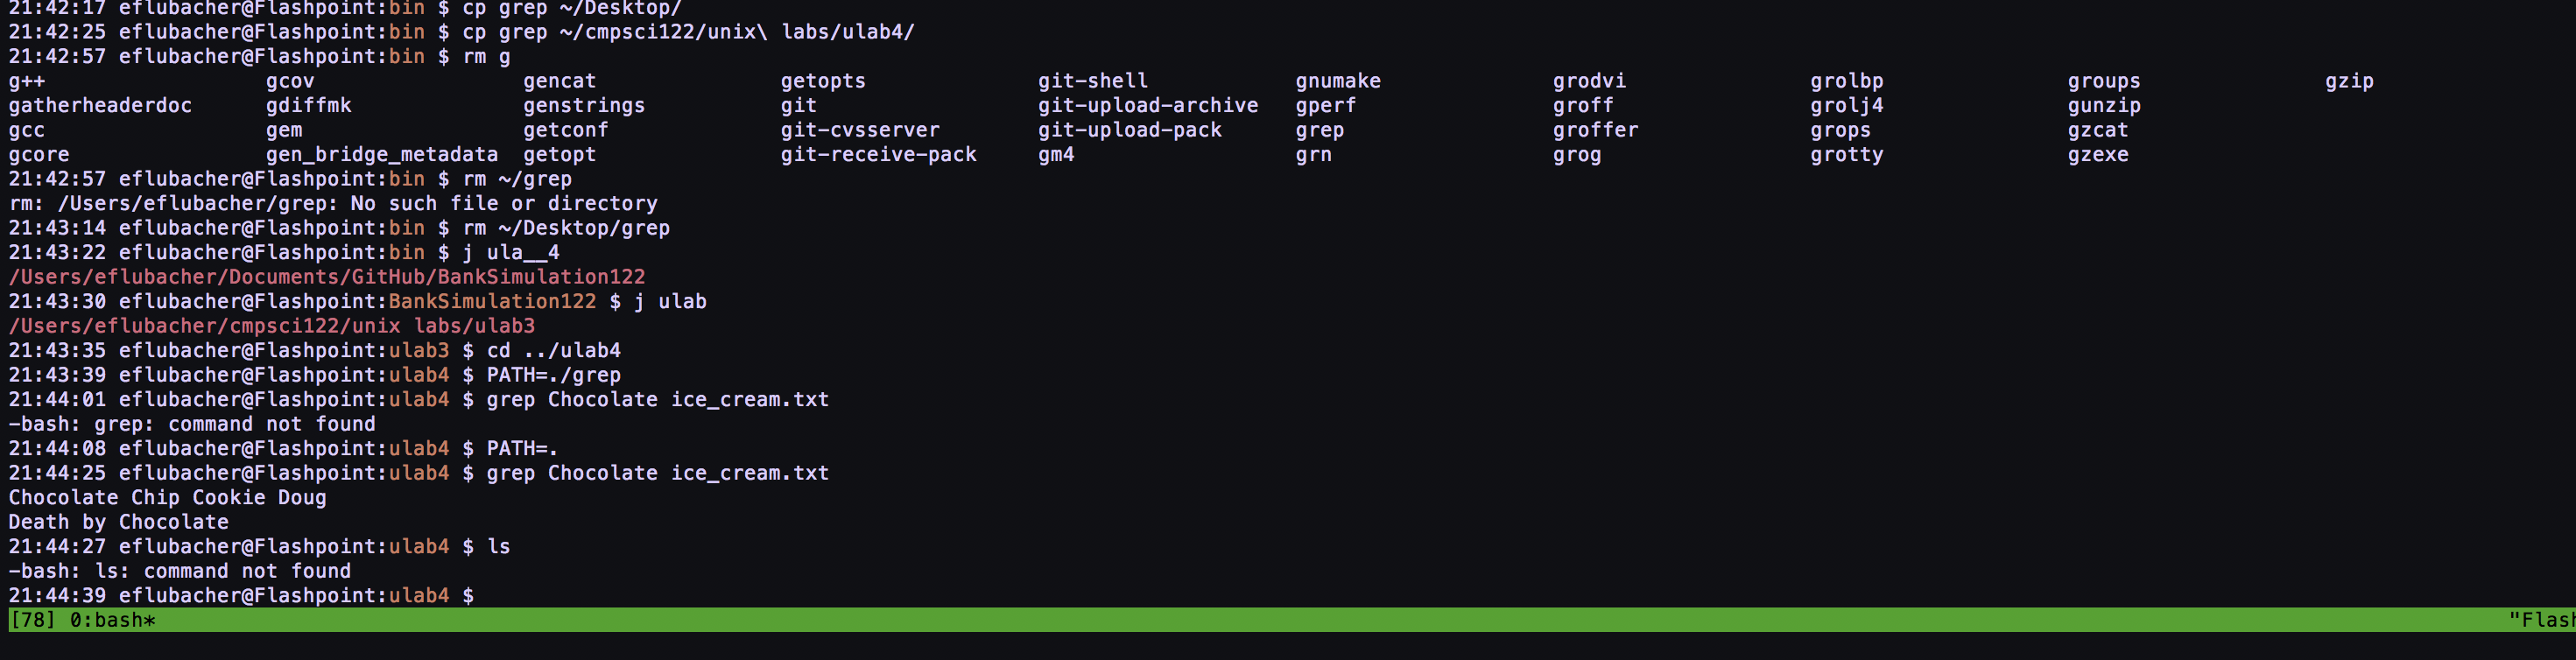 21:42:17 eflubacher@Flashpoint:bin $ cp grep ~/Desktop/
21:42:25 eflubacher@Flashpoint:bin $ cp grep ~/cmpsci122/unix\ labs/ulab4/
21:42:57 eflubacher@Flashpoint:bin $ rm g
g++ gcov gencat getopts git-shell gnumake grodvi grolbp groups gzip
gatherheaderdoc gdiffmk genstrings git git-upload-archive gperf groff grolj4 gunzip
gcc gem getconf git-cvsserver git-upload-pack grep groffer grops gzcat
gcore gen_bridge_metadata getopt git-receive-pack gm4 grn grog grotty gzexe
21:42:57 eflubacher@Flashpoint:bin $ rm ~/grep
rm: /Users/eflubacher/grep: No such file or directory
21:43:14 eflubacher@Flashpoint:bin $ rm ~/Desktop/grep
21:43:22 eflubacher@Flashpoint:bin $ j ula__4
/Users/eflubacher/Documents/GitHub/BankSimulation122
21:43:30 eflubacher@Flashpoint:BankSimulation122 $ j ulab
/Users/eflubacher/cmpsci122/unix labs/ulab3
21:43:35 eflubacher@Flashpoint:ulab3 $ cd ../ulab4
21:43:39 eflubacher@Flashpoint:ulab4 $ PATH=./grep
21:44:01 eflubacher@Flashpoint:ulab4 $ grep Chocolate ice_cream.txt
-bash: grep: command not found
21:44:08 eflubacher@Flashpoint:ulab4 $ PATH=.
21:44:25 eflubacher@Flashpoint:ulab4 $ grep Chocolate ice_cream.txt
Chocolate Chip Cookie Doug
Death by Chocolate
21:44:27 eflubacher@Flashpoint:ulab4 $ ls
-bash: ls: command not found
21:44:39 eflubacher@Flashpoint:ulab4 $
[78] 0:bash* "Flash